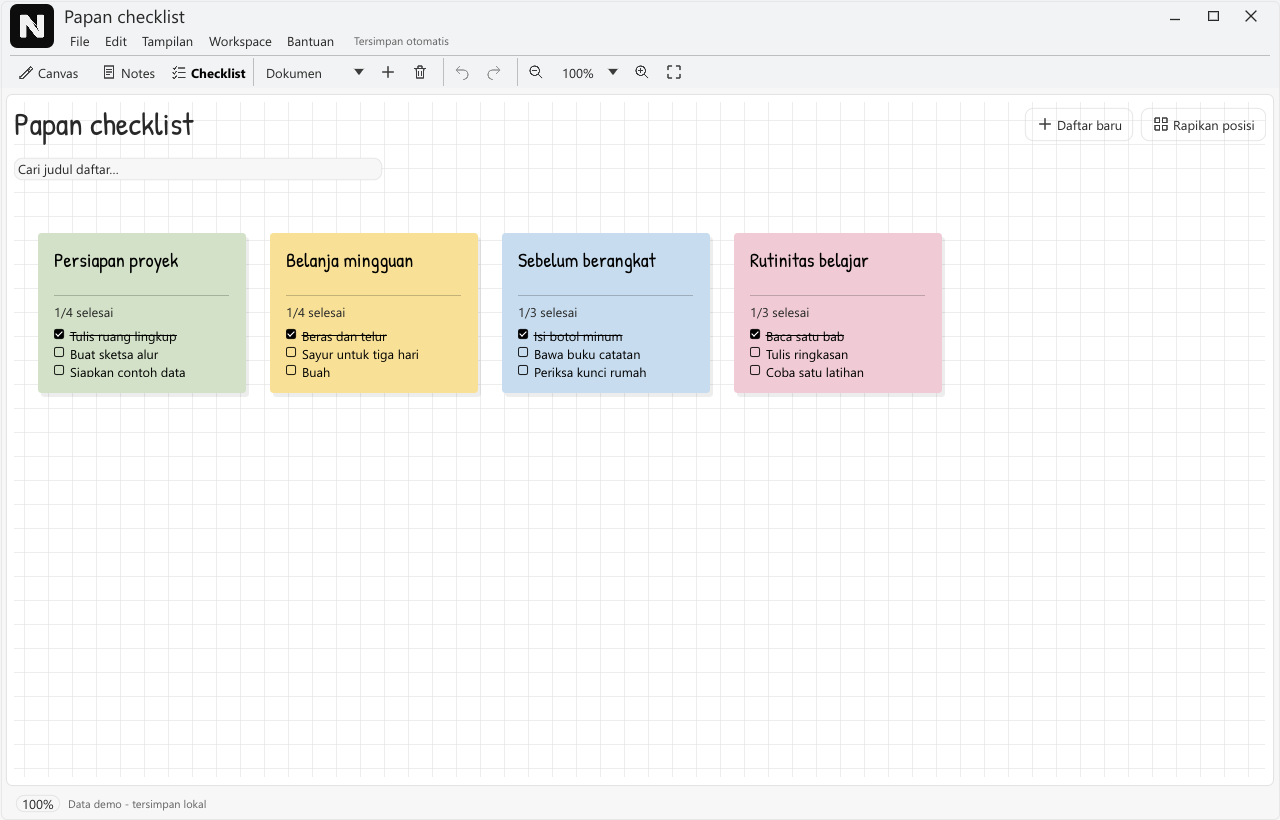 N
Papan checklist
File Edit Tampilan Workspace Bantuan Tersimpan otomatis
Canvas Notes Checklist Dokumen 100%
Papan checklist
Daftar baru Rapikan posisi
Cari judul daftar...
Persiapan proyek
1/4 selesai
Tulis ruang lingkup
Buat sketsa alur
Siapkan contoh data
Belanja mingguan
1/4 selesai
Beras dan telur
Sayur untuk tiga hari
Buah
Sebelum berangkat
1/3 selesai
Isi botol minum
Bawa buku catatan
Periksa kunci rumah
Rutinitas belajar
1/3 selesai
Baca satu bab
Tulis ringkasan
Coba satu latihan
100% Data demo - tersimpan lokal